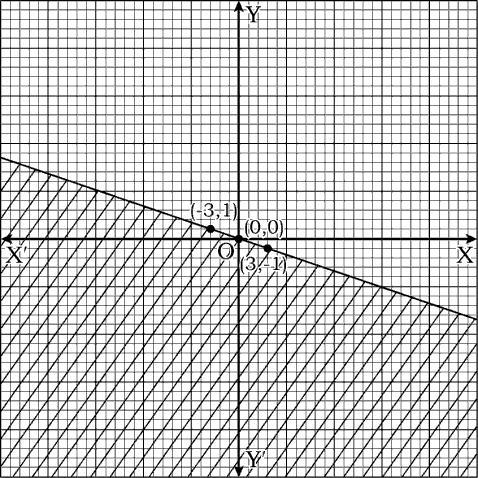 Y
(-3,1)
(0,0)
X'
O
X
(3,-1)
Y'